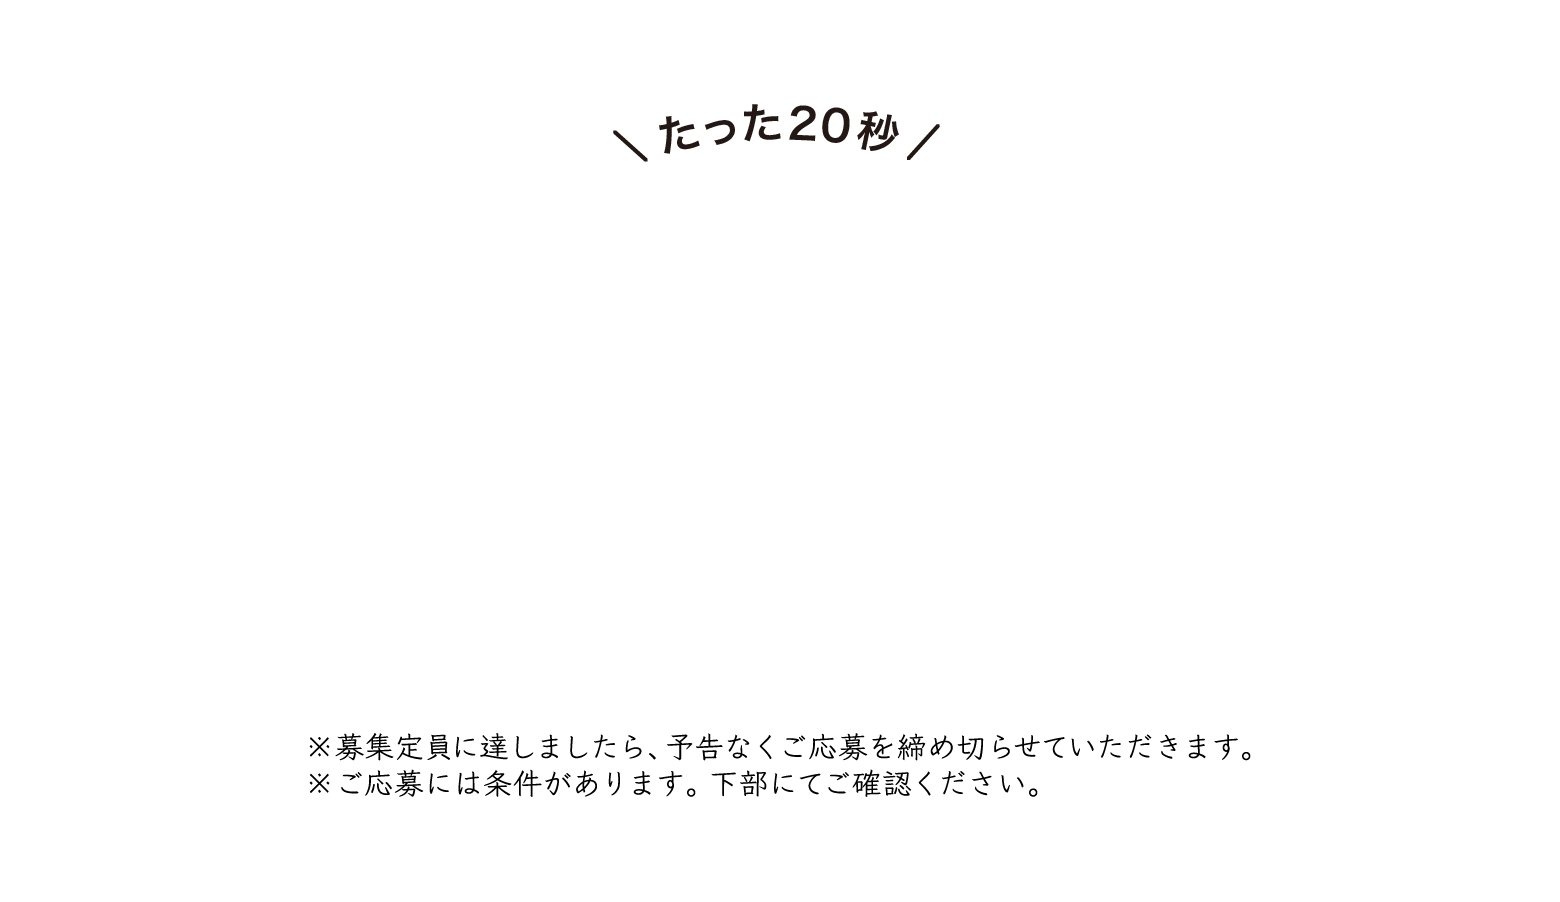 ＼たった20秒／
※募集定員に達しましたら、予告なくご応募を締め切らせていただきます。
※ご応募には条件があります。下部にてご確認ください。